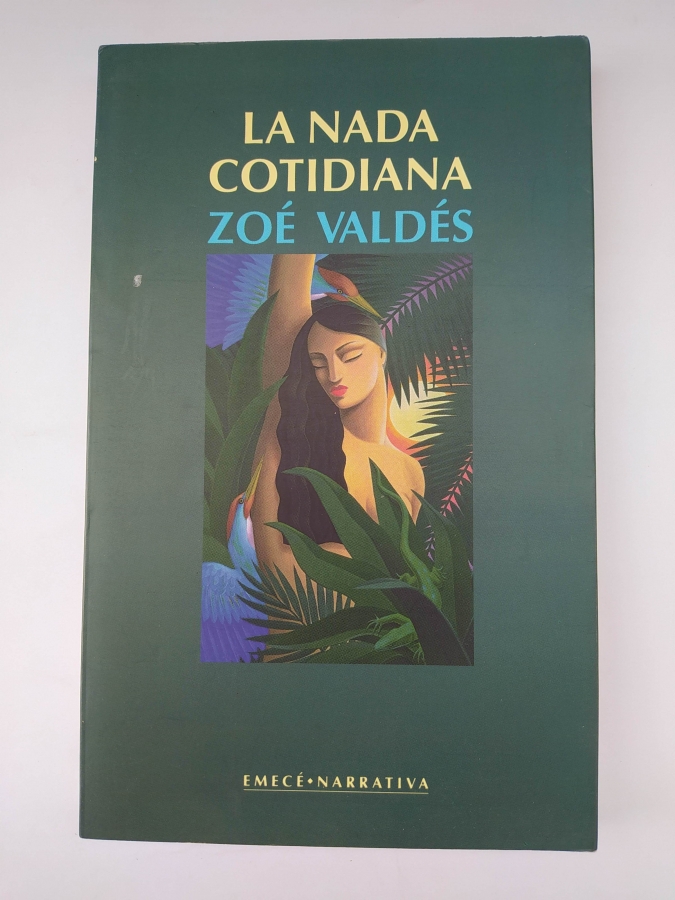 LA NADA
COTIDIANA
ZOÉ VALDÉS
EMECÉ•NARRATIVA